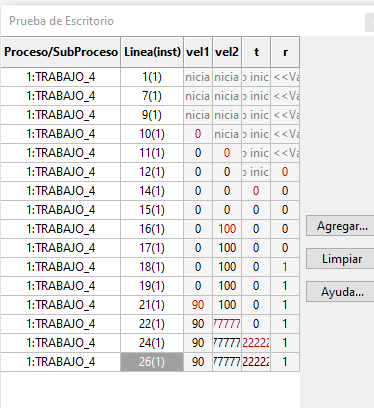 Prueba de Escritorio
Proceso/SubProceso Linea(inst) vel1 vel2 t r
1:TRABAJO_4 1(1) nicia nicia o inic <<Va
1:TRABAJO_4 7(1) nicia nicia o inic <<Va
1:TRABAJO_4 9(1) nicia nicia o inic <<Va
1:TRABAJO_4 10(1) 0 nicia o inic <<Va
1:TRABAJO_4 11(1) 0 0 o inic <<Va
1:TRABAJO_4 12(1) 0 0 o inic 0
1:TRABAJO_4 14(1) 0 0 0 0
1:TRABAJO_4 15(1) 0 0 0 0
1:TRABAJO_4 16(1) 0 100 0 0
1:TRABAJO_4 17(1) 0 100 0 0
1:TRABAJO_4 18(1) 0 100 0 1
1:TRABAJO_4 19(1) 0 100 0 1
1:TRABAJO_4 21(1) 90 100 0 1
1:TRABAJO_4 22(1) 90 77777 0 1
1:TRABAJO_4 24(1) 90 77777 22222 1
1:TRABAJO_4 26(1) 90 77777 22222 1
Agregar...
Limpiar
Ayuda...